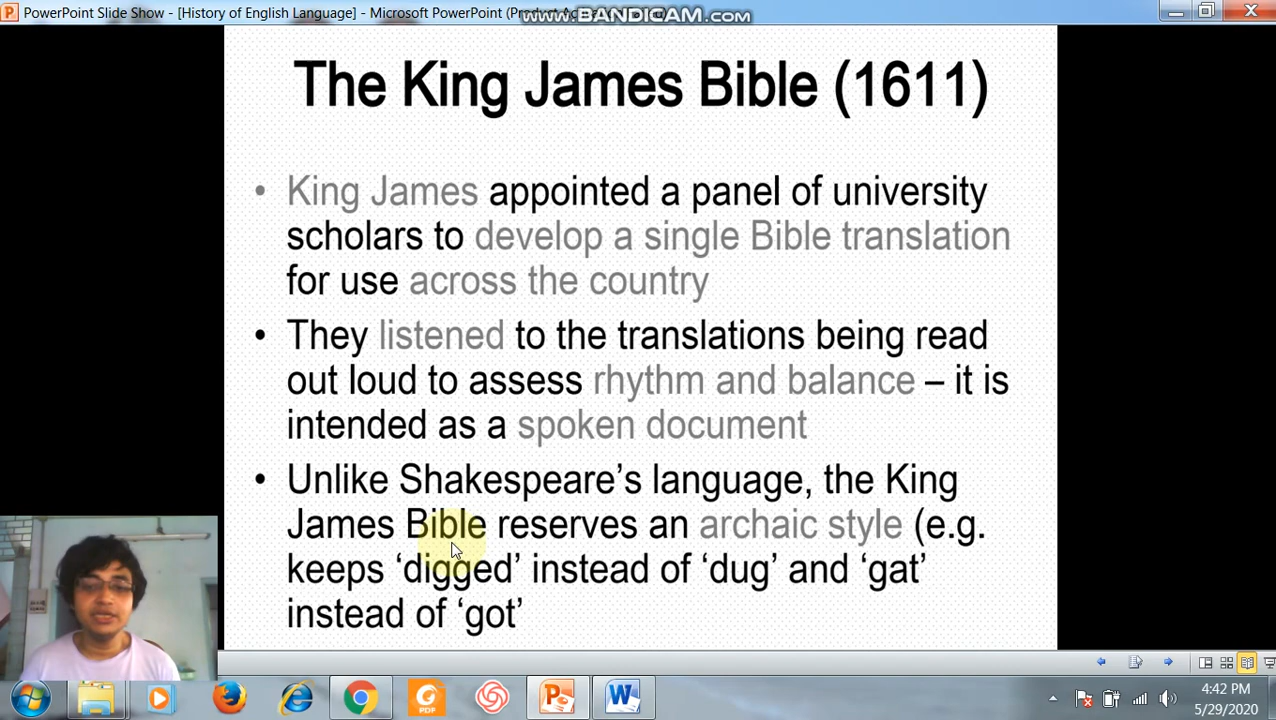 PowerPoint Slide Show - [History of English Language] - Microsoft PowerPoint (Product
www.BANDICAM.com
The King James Bible (1611)
• King James appointed a panel of university
scholars to develop a single Bible translation
for use across the country
• They listened to the translations being read
out loud to assess rhythm and balance – it is
intended as a spoken document
• Unlike Shakespeare’s language, the King
James Bible reserves an archaic style (e.g.
keeps ‘digged’ instead of ‘dug’ and ‘gat’
instead of ‘got’
PDF
4:42 PM
5/29/2020